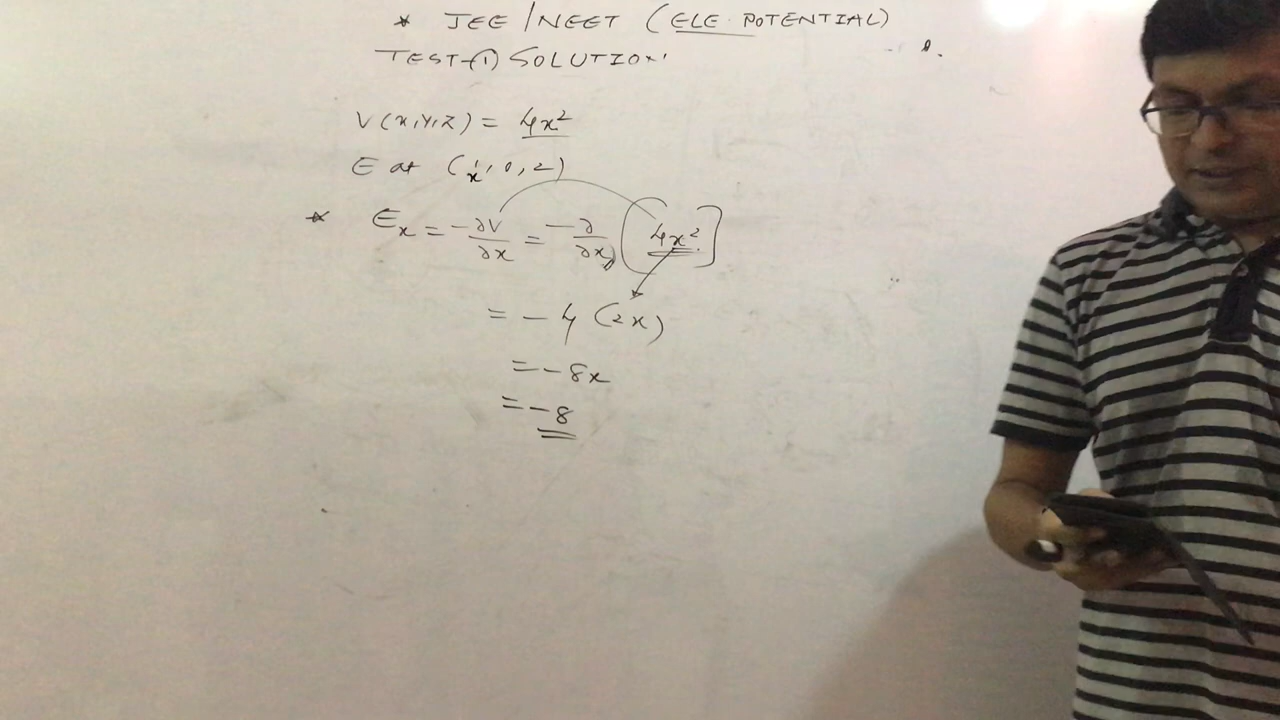 * JEE/NEET (ELE. POTENTIAL)
TEST-(1) SOLUTION:
V(x,y,z) = 4x²
E at (1, 0, 2)
x
* Eₓ = -∂V/∂x = -∂/∂x [4x²]
= -4 (2x)
= -8x
= -8